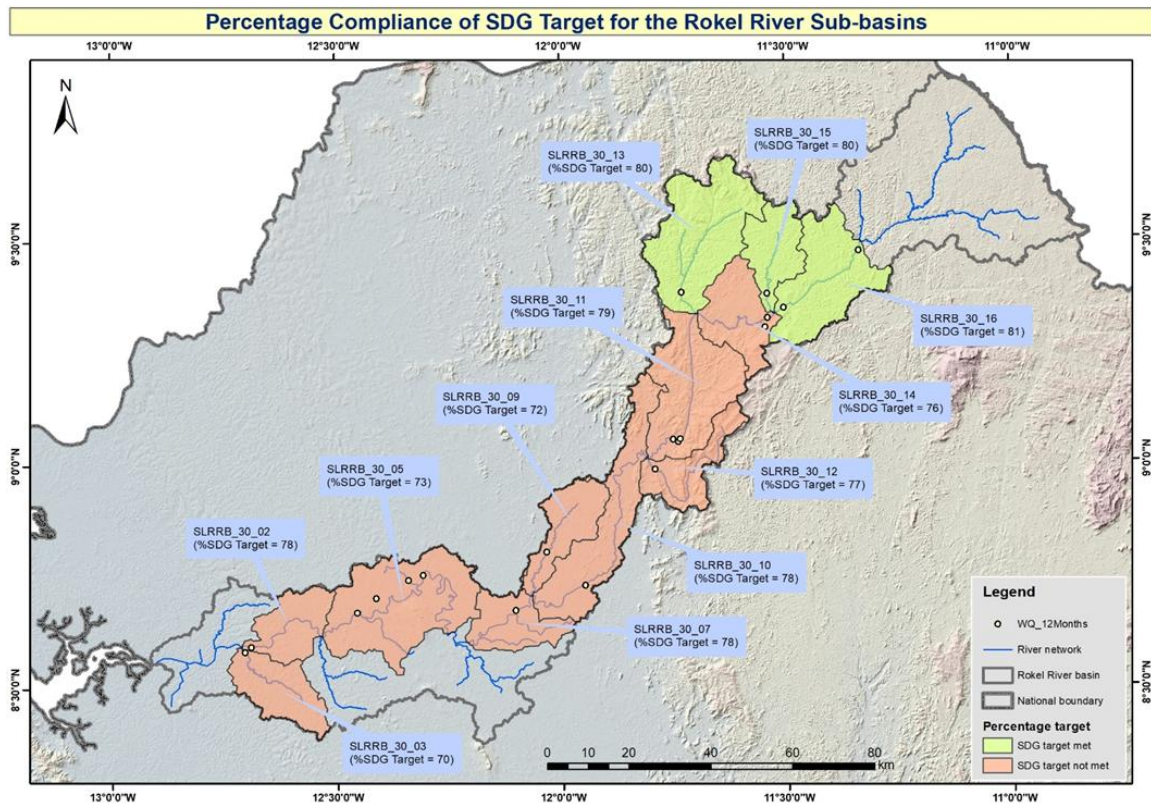 Percentage Compliance of SDG Target for the Rokel River Sub-basins
13°0'0"W 12°30'0"W 12°0'0"W 11°30'0"W 11°0'0"W
N
SLRRB_30_15
(%SDG Target = 80)
SLRRB_30_13
(%SDG Target = 80)
9°30'0"N 9°30'0"N
SLRRB_30_11
(%SDG Target = 79)
SLRRB_30_16
(%SDG Target = 81)
SLRRB_30_14
(%SDG Target = 76)
SLRRB_30_09
(%SDG Target = 72)
9°0'0"N 9°0'0"N
SLRRB_30_05
(%SDG Target = 73)
SLRRB_30_12
(%SDG Target = 77)
SLRRB_30_02
(%SDG Target = 78)
SLRRB_30_10
(%SDG Target = 78)
SLRRB_30_07
(%SDG Target = 78)
8°30'0"N 8°30'0"N
SLRRB_30_03
(%SDG Target = 70)
0 10 20 40 60 80
km
Legend
WQ_12Months
River network
Rokel River basin
National boundary
Percentage target
SDG target met
SDG target not met
13°0'0"W 12°30'0"W 12°0'0"W 11°30'0"W 11°0'0"W